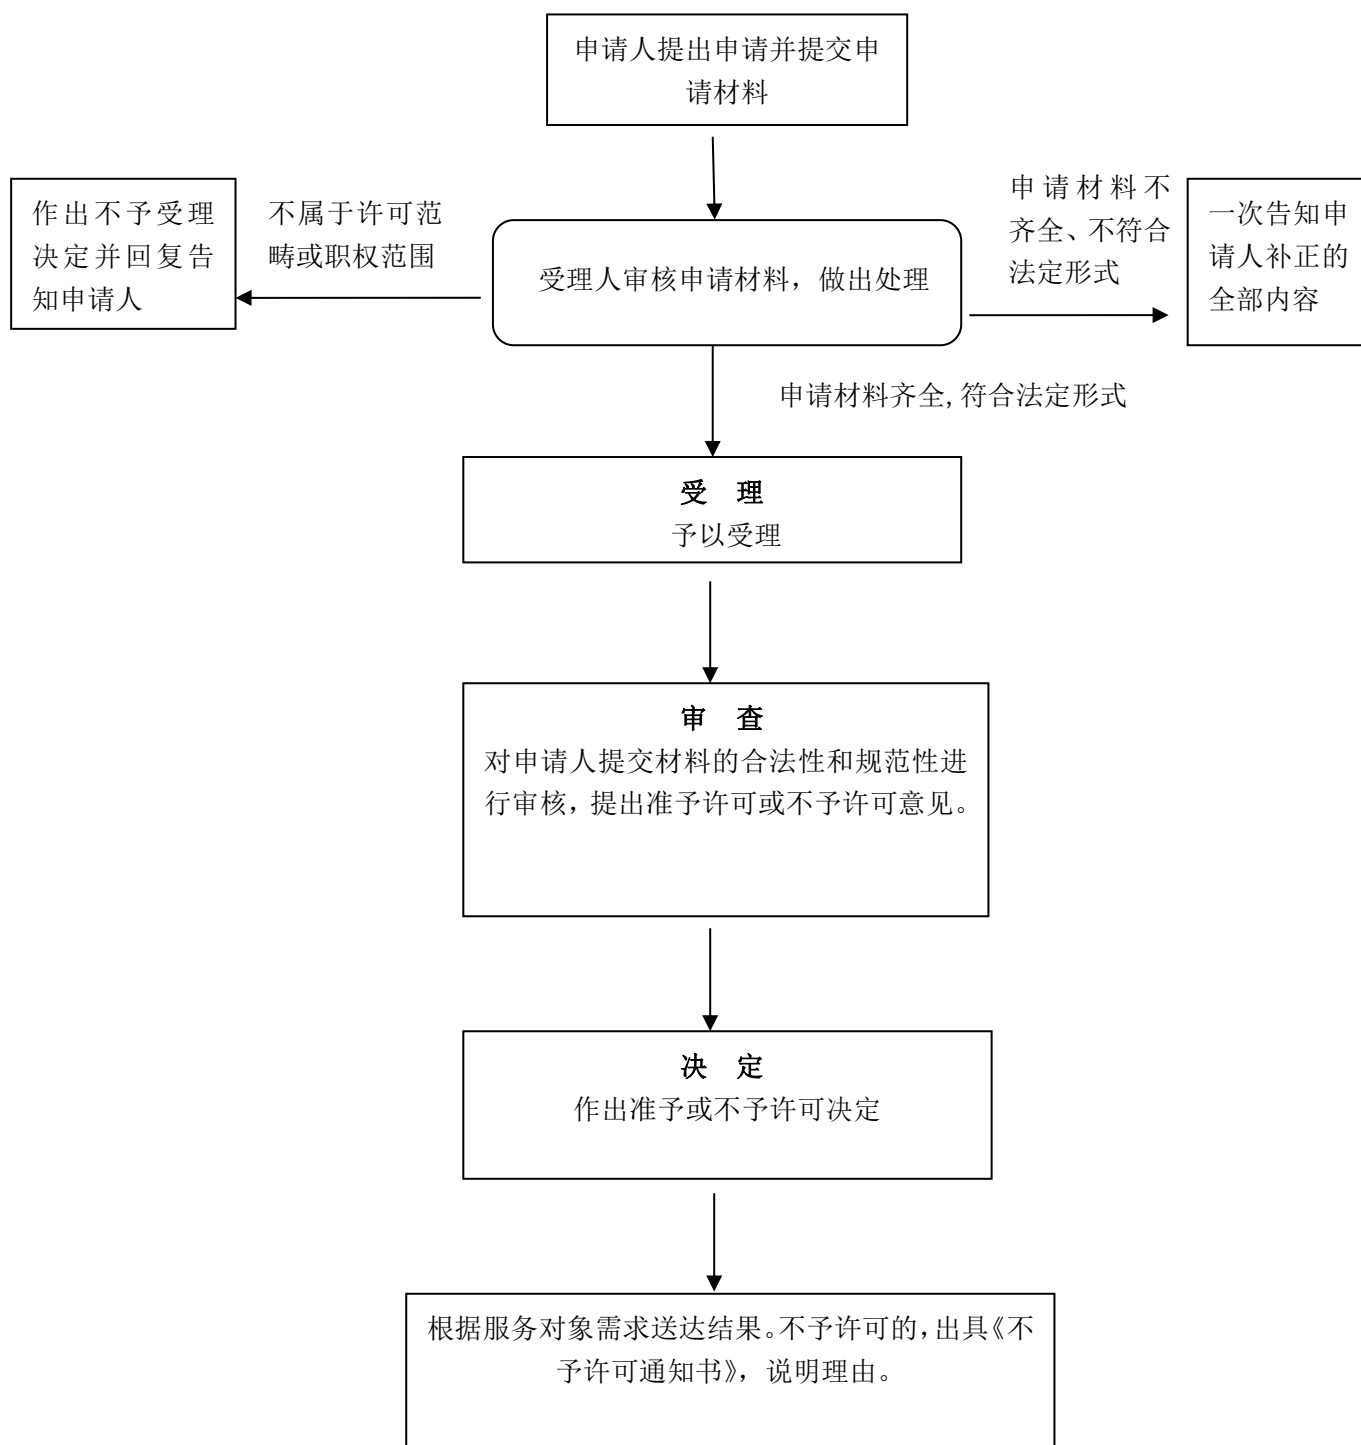 申请人提出申请并提交申
请材料
作出不予受理
决定并回复告
知申请人
不属于许可范
畴或职权范围
受理人审核申请材料，做出处理
申请材料不
齐全、不符合
法定形式
一次告知申
请人补正的
全部内容
申请材料齐全,符合法定形式
受 理
予以受理
审 查
对申请人提交材料的合法性和规范性进
行审核，提出准予许可或不予许可意见。
决 定
作出准予或不予许可决定
根据服务对象需求送达结果。不予许可的，出具《不
予许可通知书》，说明理由。